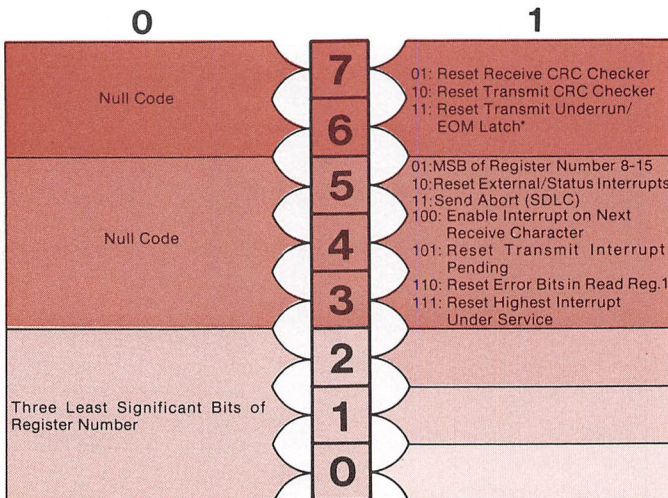 0 1
7
6
5
4
3
2
1
0
Null Code
Null Code
Three Least Significant Bits of
Register Number
01: Reset Receive CRC Checker
10: Reset Transmit CRC Checker
11: Reset Transmit Underrun/
EOM Latch*
01:MSB of Register Number 8-15
10:Reset External/Status Interrupts
11:Send Abort (SDLC)
100: Enable Interrupt on Next
Receive Character
101: Reset Transmit Interrupt
Pending
110: Reset Error Bits in Read Reg.1
111: Reset Highest Interrupt
Under Service